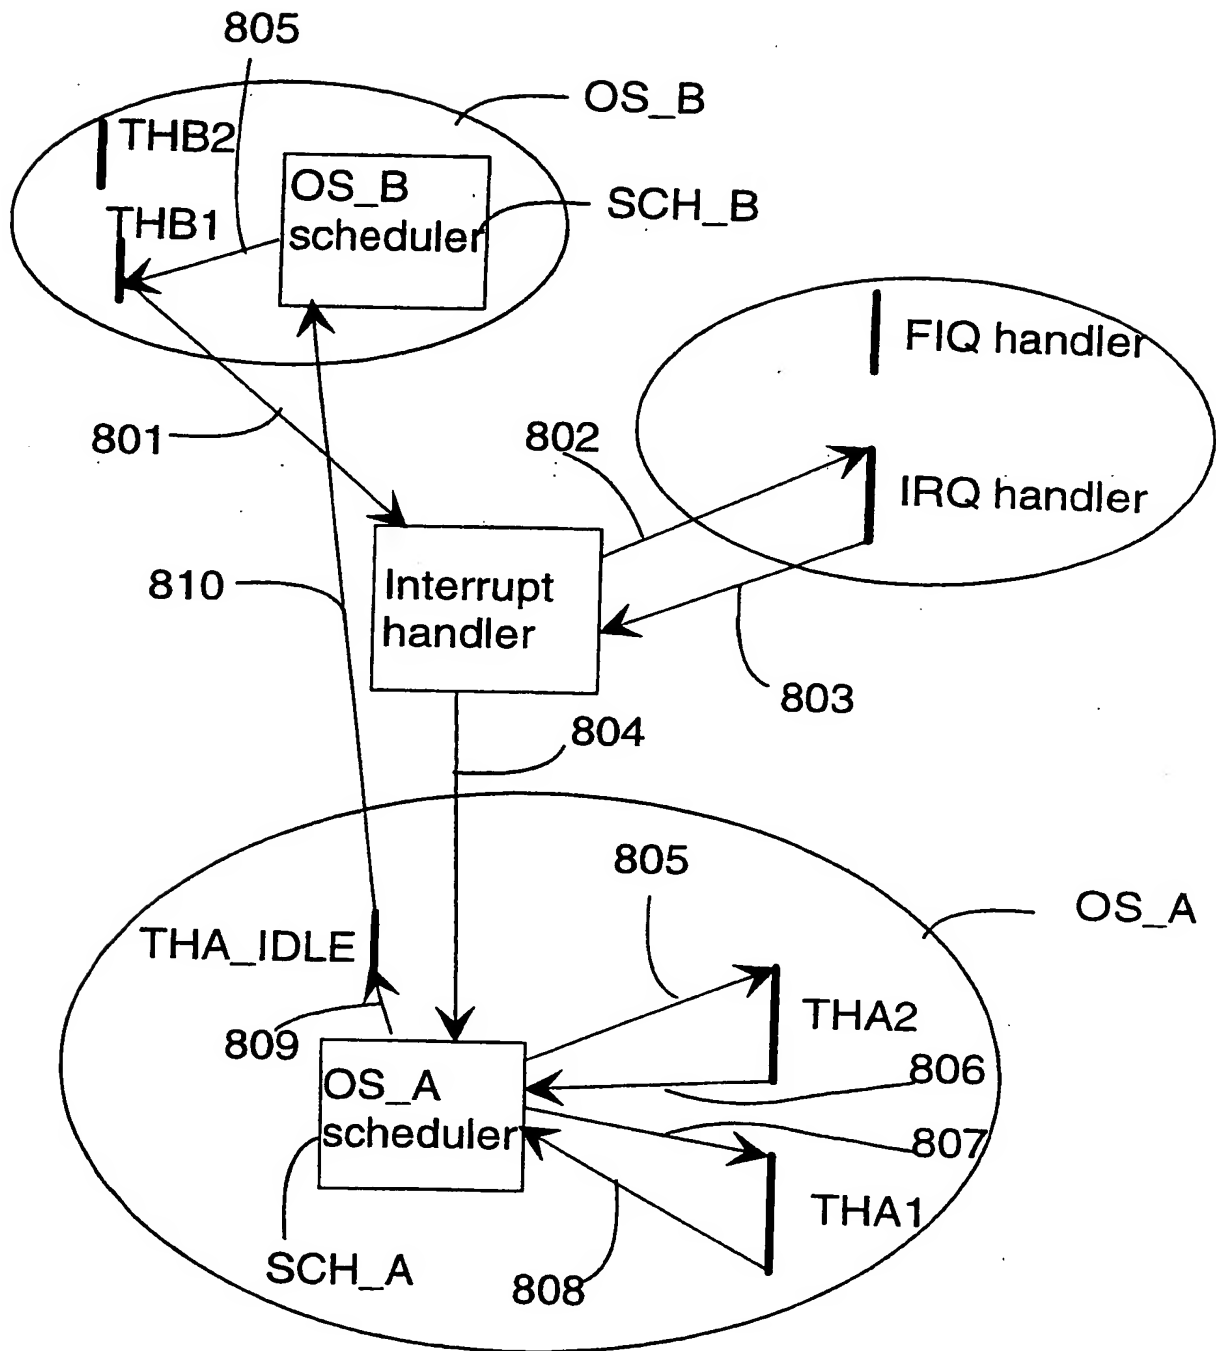 805
OS_B
THB2
OS_B
scheduler
SCH_B
THB1
FIQ handler
801
802
IRQ handler
810
Interrupt
handler
803
804
805
OS_A
THA_IDLE
THA2
809
806
OS_A
scheduler
807
THA1
SCH_A
808